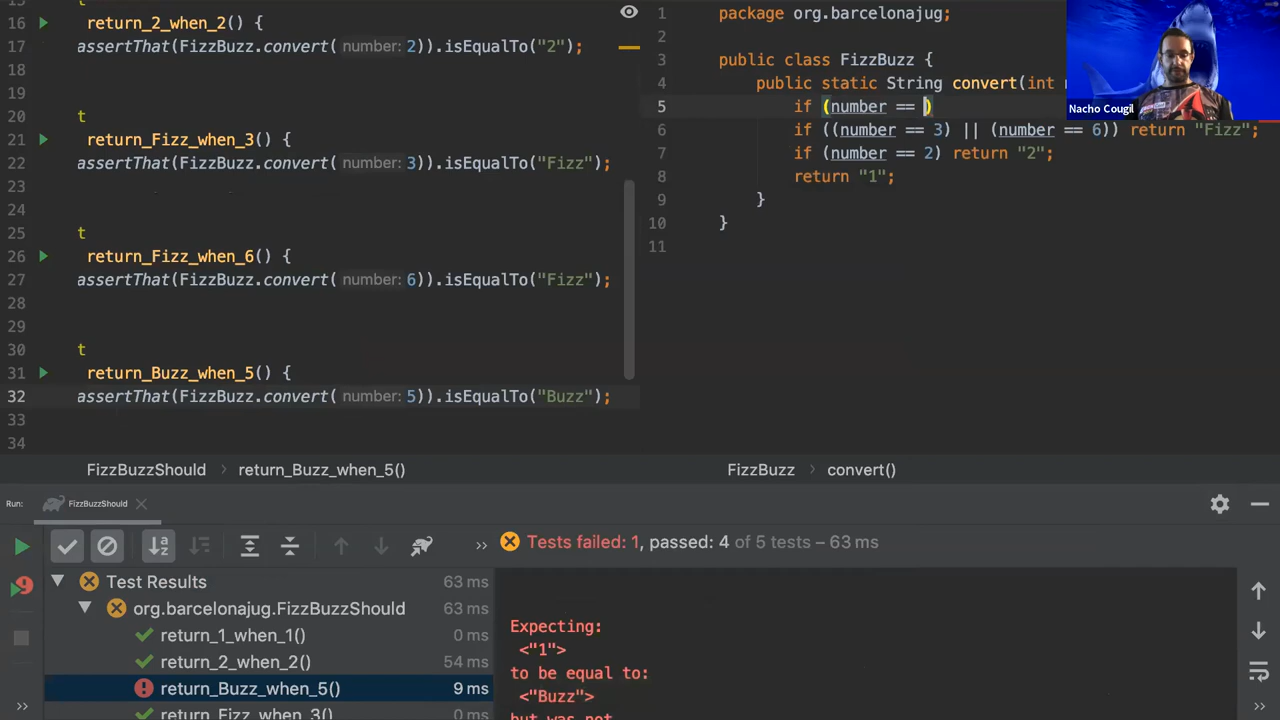 16 return_2_when_2() {
17 assertThat(FizzBuzz.convert( number: 2)).isEqualTo("2");
18
19
20 t
21 return_Fizz_when_3() {
22 assertThat(FizzBuzz.convert( number: 3)).isEqualTo("Fizz");
23
24
25 t
26 return_Fizz_when_6() {
27 assertThat(FizzBuzz.convert( number: 6)).isEqualTo("Fizz");
28
29
30 t
31 return_Buzz_when_5() {
32 assertThat(FizzBuzz.convert( number: 5)).isEqualTo("Buzz");
33
34
FizzBuzzShould › return_Buzz_when_5()
1 package org.barcelonajug;
2
3 public class FizzBuzz {
4 public static String convert(int
5 if (number == )
6 if ((number == 3) || (number == 6)) return "Fizz";
7 if (number == 2) return "2";
8 return "1";
9 }
10 }
11
FizzBuzz › convert()
Nacho Cougil
Run: FizzBuzzShould
» Tests failed: 1, passed: 4 of 5 tests – 63 ms
Test Results 63 ms
org.barcelonajug.FizzBuzzShould 63 ms
return_1_when_1() 0 ms
return_2_when_2() 54 ms
return_Buzz_when_5() 9 ms
return_Fizz_when_3() 0 ms
Expecting:
<"1">
to be equal to:
<"Buzz">
but was not